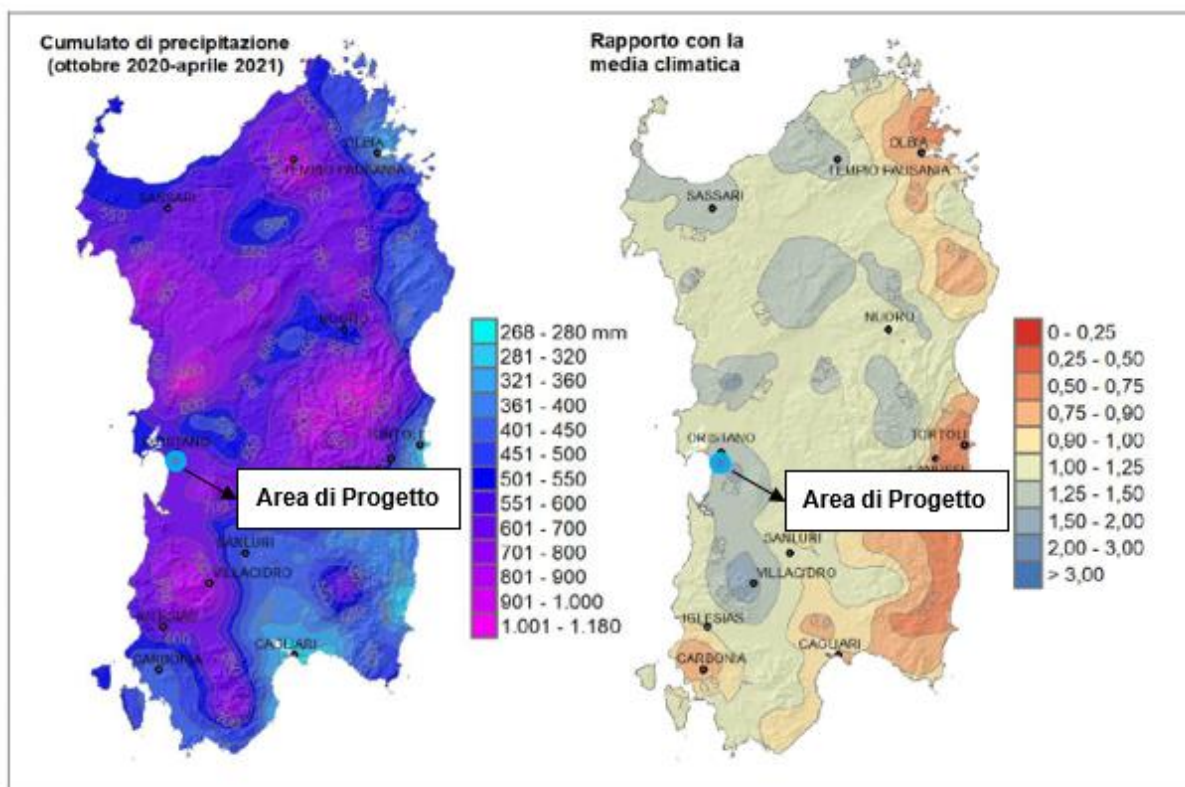 Cumulato di precipitazione
(ottobre 2020-aprile 2021)
OLBIA
TEMPIO PAUSANIA
SASSARI
NUORO
ORISTANO
TORTOLI
Area di Progetto
SANLURI
VILLACIDRO
IGLESIAS
CAGLIARI
CARBONIA
268 - 280 mm
281 - 320
321 - 360
361 - 400
401 - 450
451 - 500
501 - 550
551 - 600
601 - 700
701 - 800
801 - 900
901 - 1.000
1.001 - 1.180
Rapporto con la
media climatica
OLBIA
TEMPIO PAUSANIA
SASSARI
1.25
NUORO
ORISTANO
TORTOLI
Area di Progetto
SANLURI
VILLACIDRO
IGLESIAS
CAGLIARI
CARBONIA
0 - 0,25
0,25 - 0,50
0,50 - 0,75
0,75 - 0,90
0,90 - 1,00
1,00 - 1,25
1,25 - 1,50
1,50 - 2,00
2,00 - 3,00
> 3,00